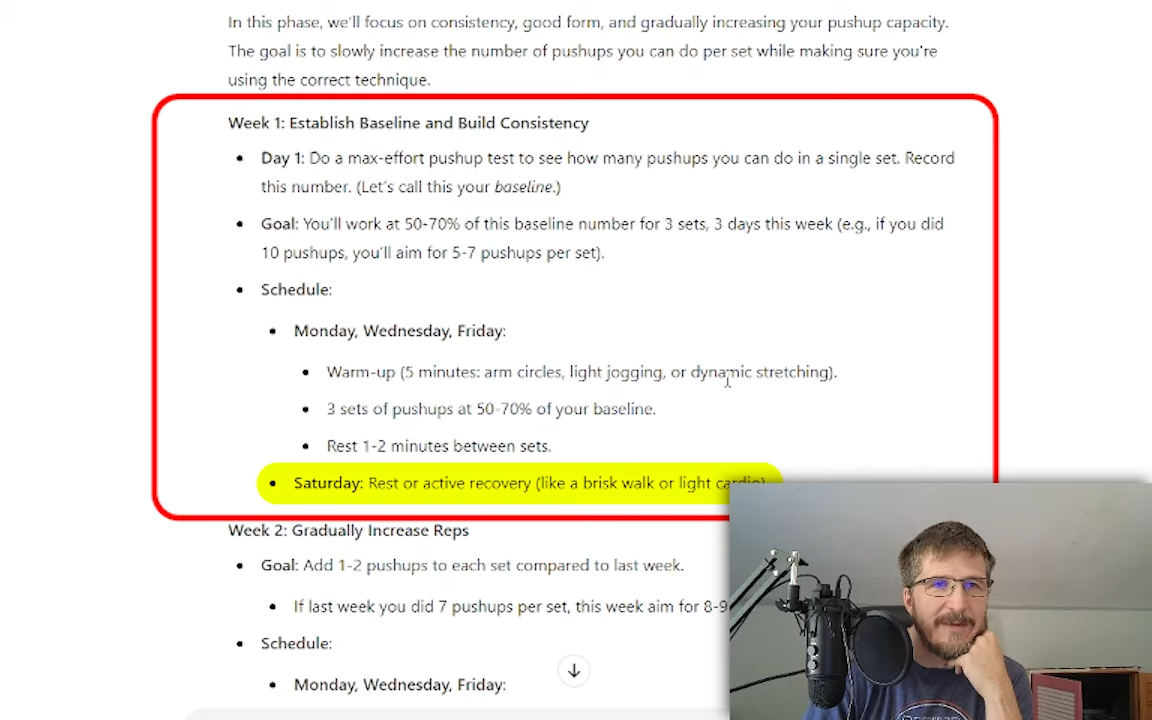 In this phase, we'll focus on consistency, good form, and gradually increasing your pushup capacity.
The goal is to slowly increase the number of pushups you can do per set while making sure you're
using the correct technique.
Week 1: Establish Baseline and Build Consistency
Day 1: Do a max-effort pushup test to see how many pushups you can do in a single set. Record
this number. (Let's call this your baseline.)
Goal: You'll work at 50-70% of this baseline number for 3 sets, 3 days this week (e.g., if you did
10 pushups, you'll aim for 5-7 pushups per set).
Schedule:
Monday, Wednesday, Friday:
Warm-up (5 minutes: arm circles, light jogging, or dynamic stretching).
3 sets of pushups at 50-70% of your baseline.
Rest 1-2 minutes between sets.
Saturday: Rest or active recovery (like a brisk walk or light cardio)
Week 2: Gradually Increase Reps
Goal: Add 1-2 pushups to each set compared to last week.
If last week you did 7 pushups per set, this week aim for 8-9
Schedule:
Monday, Wednesday, Friday: